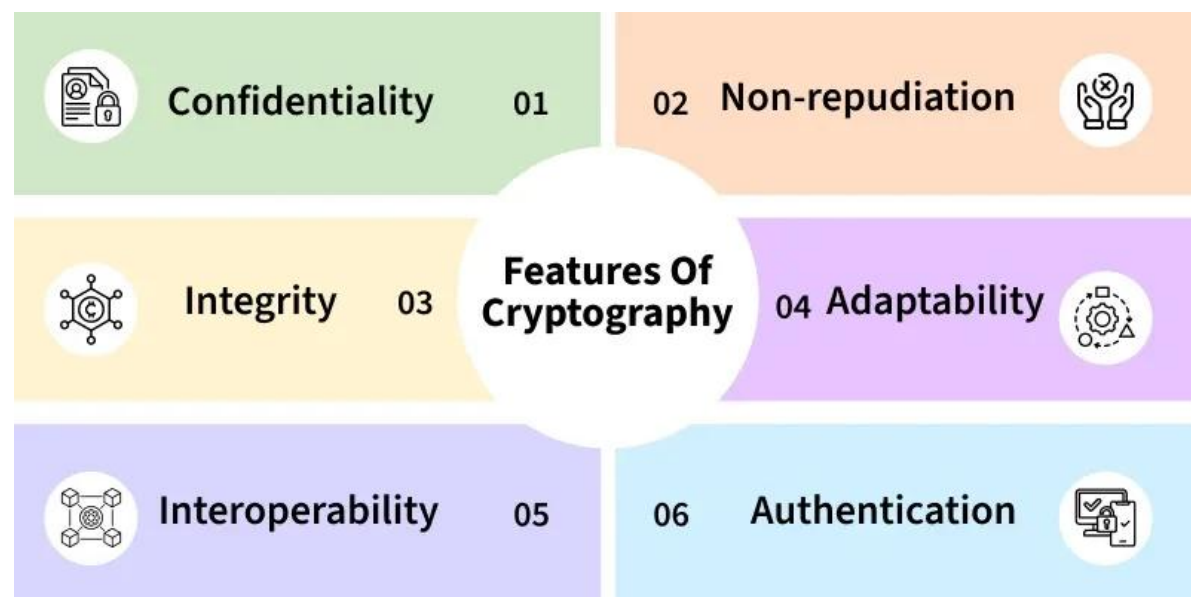 Confidentiality 01
02 Non-repudiation
Integrity 03
Features Of
Cryptography
04 Adaptability
Interoperability 05
06 Authentication